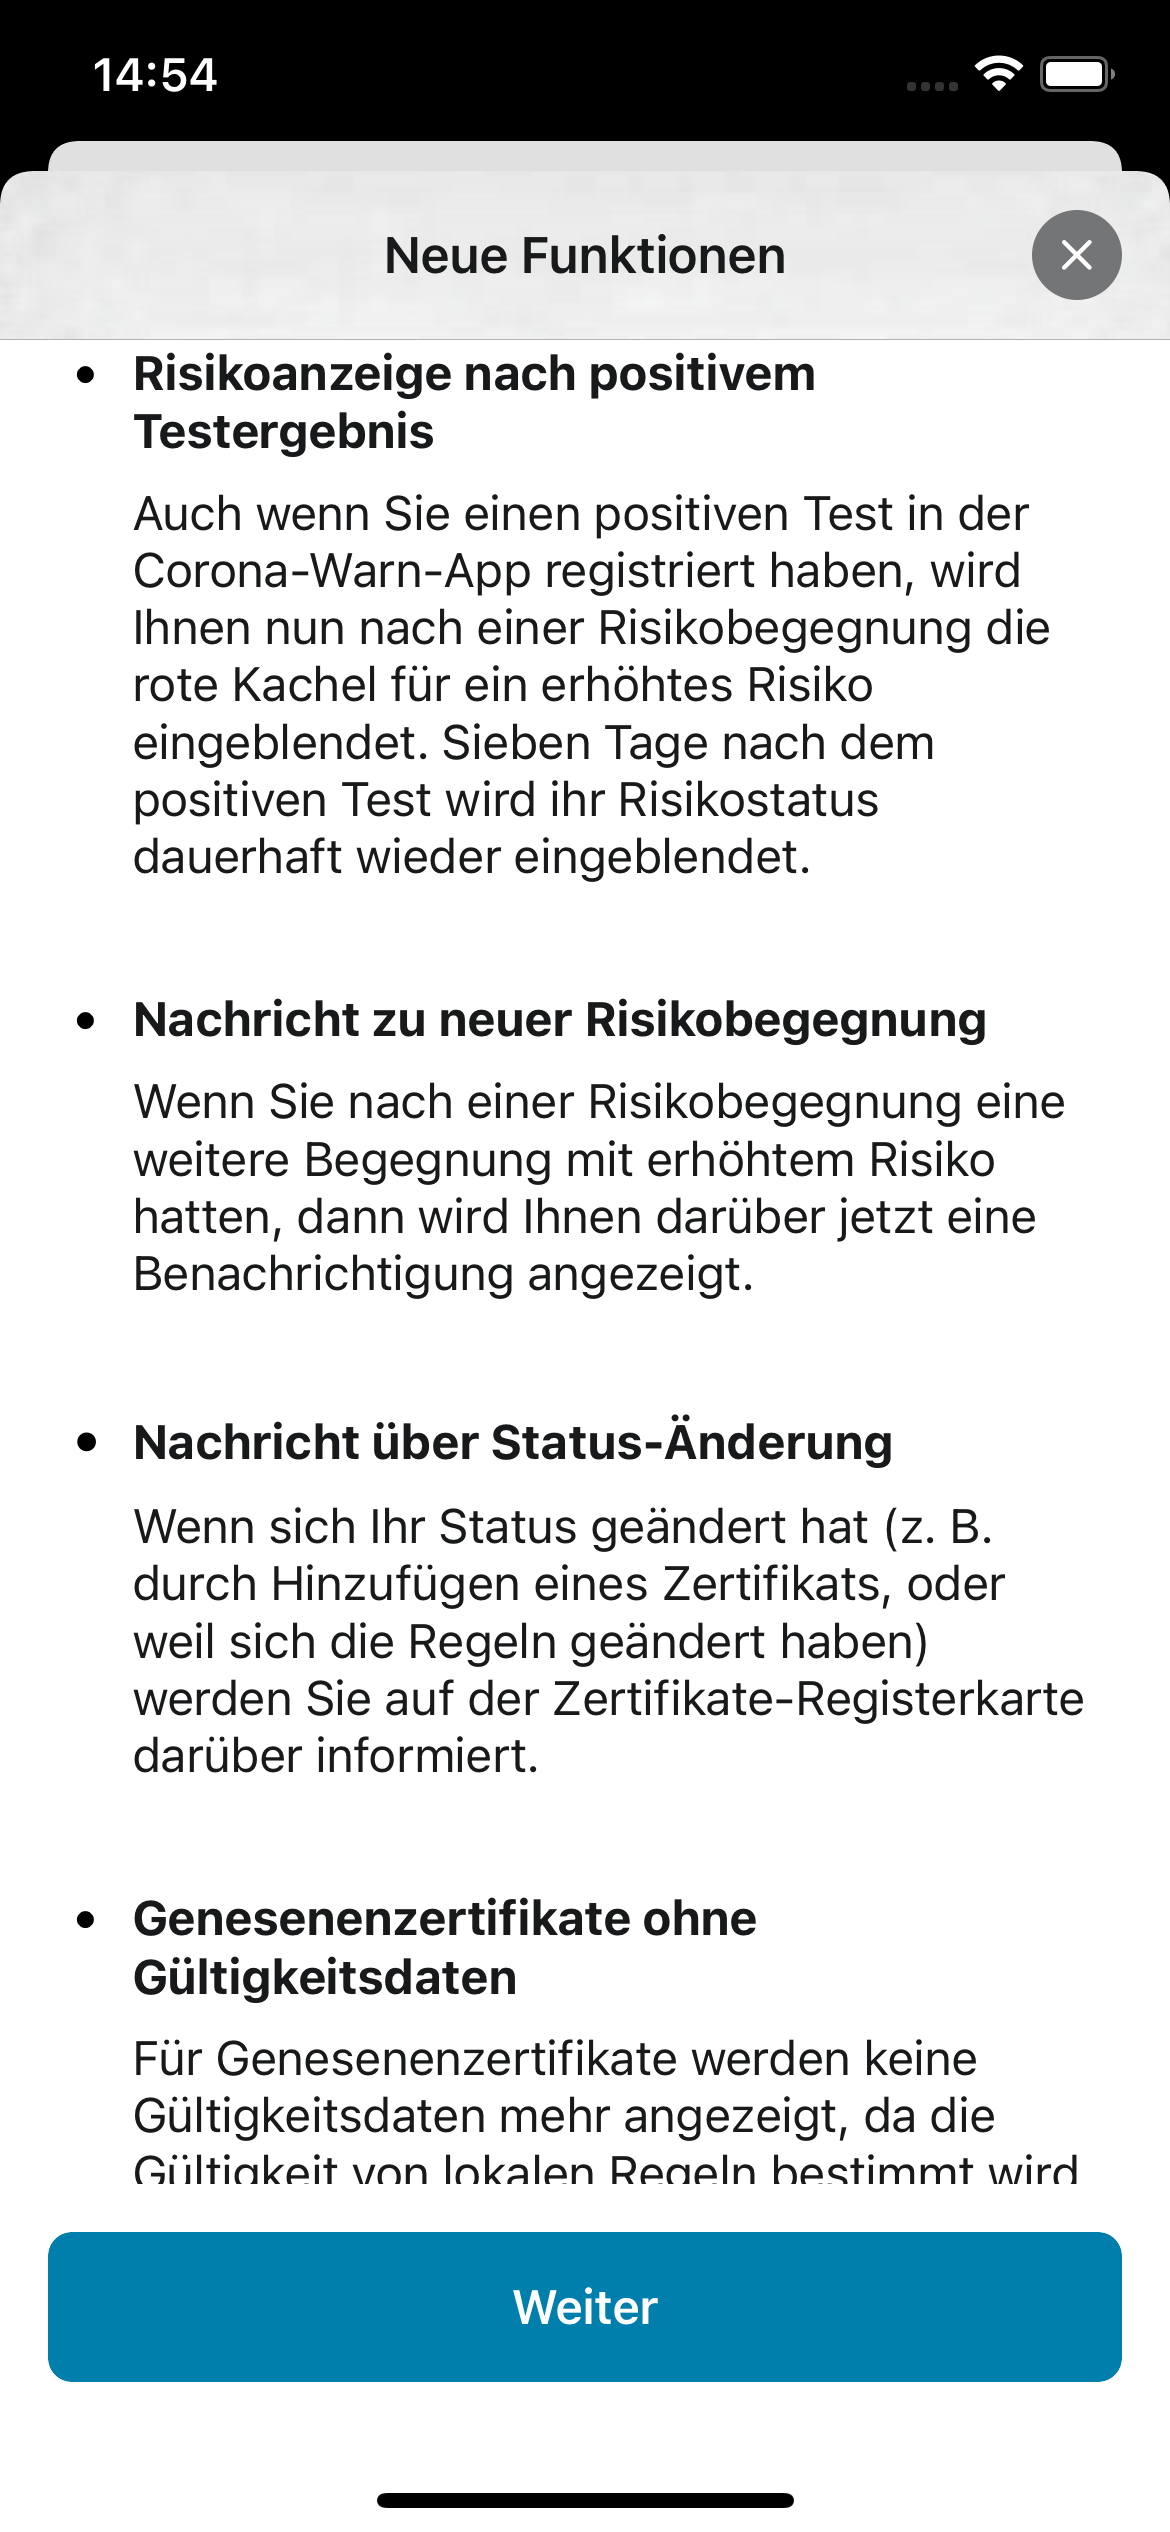 14:54
Neue Funktionen
• Risikoanzeige nach positivem
Testergebnis
Auch wenn Sie einen positiven Test in der
Corona-Warn-App registriert haben, wird
Ihnen nun nach einer Risikobegegnung die
rote Kachel für ein erhöhtes Risiko
eingeblendet. Sieben Tage nach dem
positiven Test wird ihr Risikostatus
dauerhaft wieder eingeblendet.
• Nachricht zu neuer Risikobegegnung
Wenn Sie nach einer Risikobegegnung eine
weitere Begegnung mit erhöhtem Risiko
hatten, dann wird Ihnen darüber jetzt eine
Benachrichtigung angezeigt.
• Nachricht über Status-Änderung
Wenn sich Ihr Status geändert hat (z. B.
durch Hinzufügen eines Zertifikats, oder
weil sich die Regeln geändert haben)
werden Sie auf der Zertifikate-Registerkarte
darüber informiert.
• Genesenenzertifikate ohne
Gültigkeitsdaten
Für Genesenenzertifikate werden keine
Gültigkeitsdaten mehr angezeigt, da die
Gültigkeit von lokalen Regeln bestimmt wird
Weiter